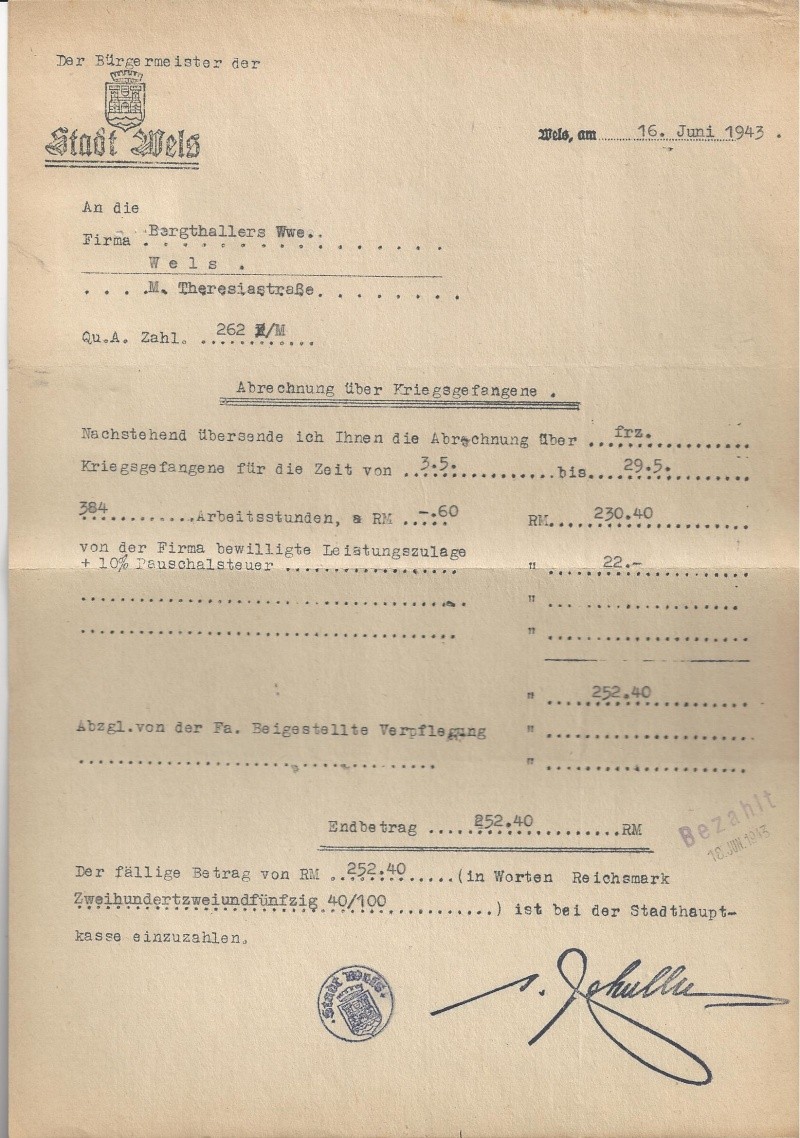 Der Bürgermeister der
Stadt Wels
Wels, am 16. Juni 1943.
An die
Firma Bergthallers Wwe..
Wels.
M. Theresiastraße.
Qu.A. Zahl. 262 /M
Abrechnung über Kriegsgefangene.
Nachstehend übersende ich Ihnen die Abrechnung über frz.
Kriegsgefangene für die Zeit von 3.5. bis 29.5.
384 Arbeitsstunden, a RM -.60 RM. 230.40
von der Firma bewilligte Leistungszulage
+ 10% Pauschalsteuer " 22.-
"
"
" 252.40
Abzgl.von der Fa. Beigestellte Verpflegung "
"
Endbetrag 252.40 RM
Bezahlt
18. JUN. 1943
Der fällige Betrag von RM 252.40 (in Worten Reichsmark
Zweihundertzweiundfünfzig 40/100 ) ist bei der Stadthaupt-
kasse einzuzahlen.
Stadt Wels